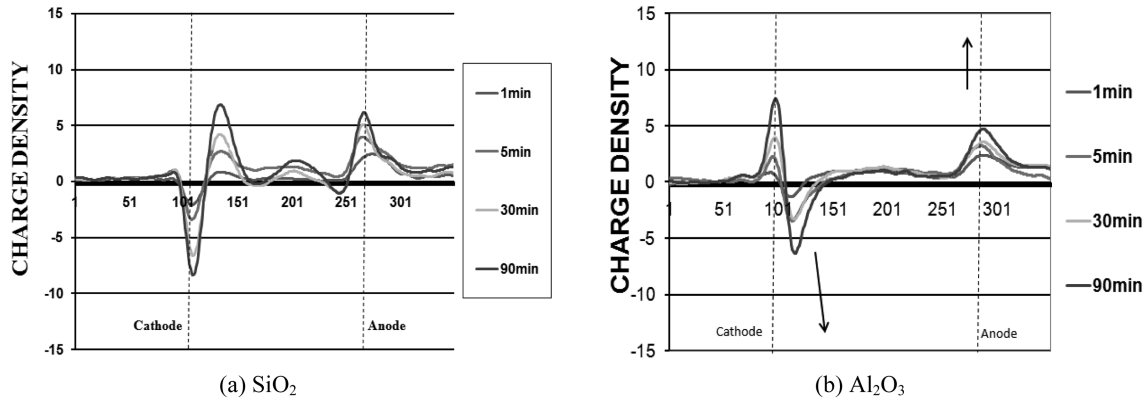 CHARGE DENSITY
15
10
5
0
-5
-10
-15
1 51 101 151 201 251 301
Cathode
Anode
1min
5min
30min
90min
(a) SiO₂
CHARGE DENSITY
15
10
5
0
-5
-10
-15
1 51 101 151 201 251 301
Cathode
Anode
1min
5min
30min
90min
(b) Al₂O₃